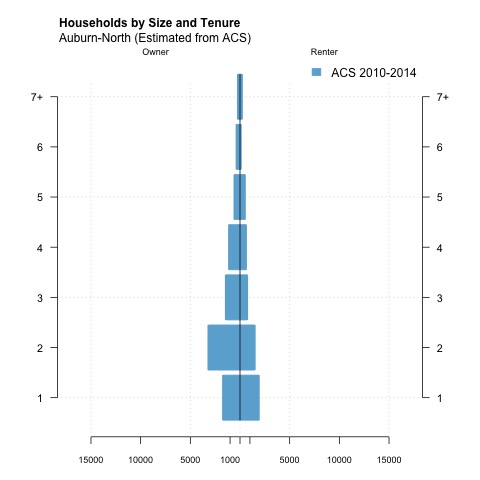 Households by Size and Tenure
Auburn-North (Estimated from ACS)
Owner Renter
ACS 2010-2014
7+ 7+
6 6
5 5
4 4
3 3
2 2
1 1
15000 10000 5000 1000 5000 10000 15000